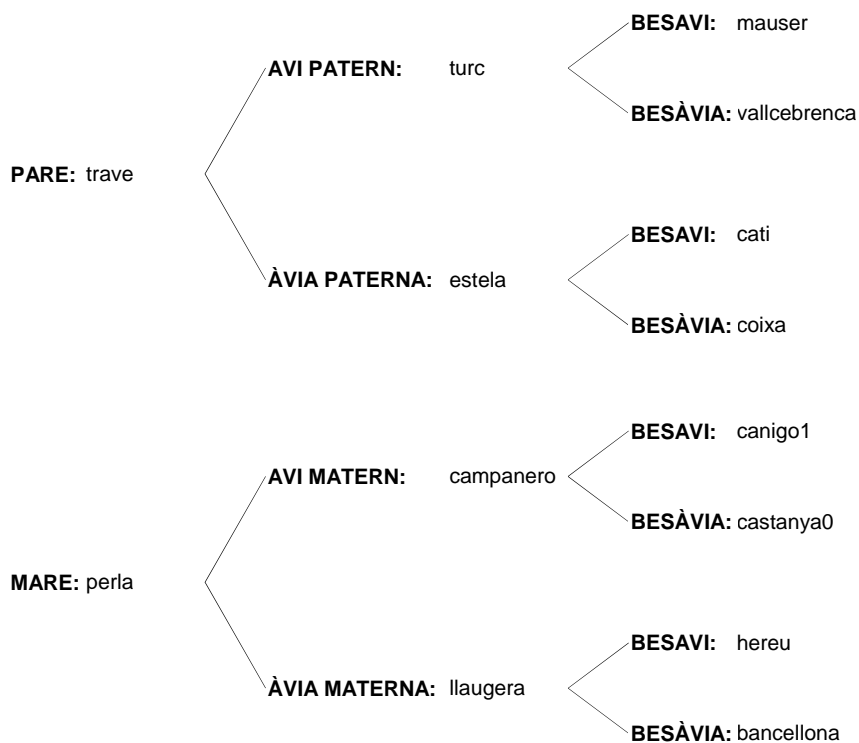 BESAVI: mauser
AVI PATERN: turc
BESÀVIA: vallcebrenca
PARE: trave
BESAVI: cati
ÀVIA PATERNA: estela
BESÀVIA: coixa
BESAVI: canigo1
AVI MATERN: campanero
BESÀVIA: castanya0
MARE: perla
BESAVI: hereu
ÀVIA MATERNA: llaugera
BESÀVIA: bancellona